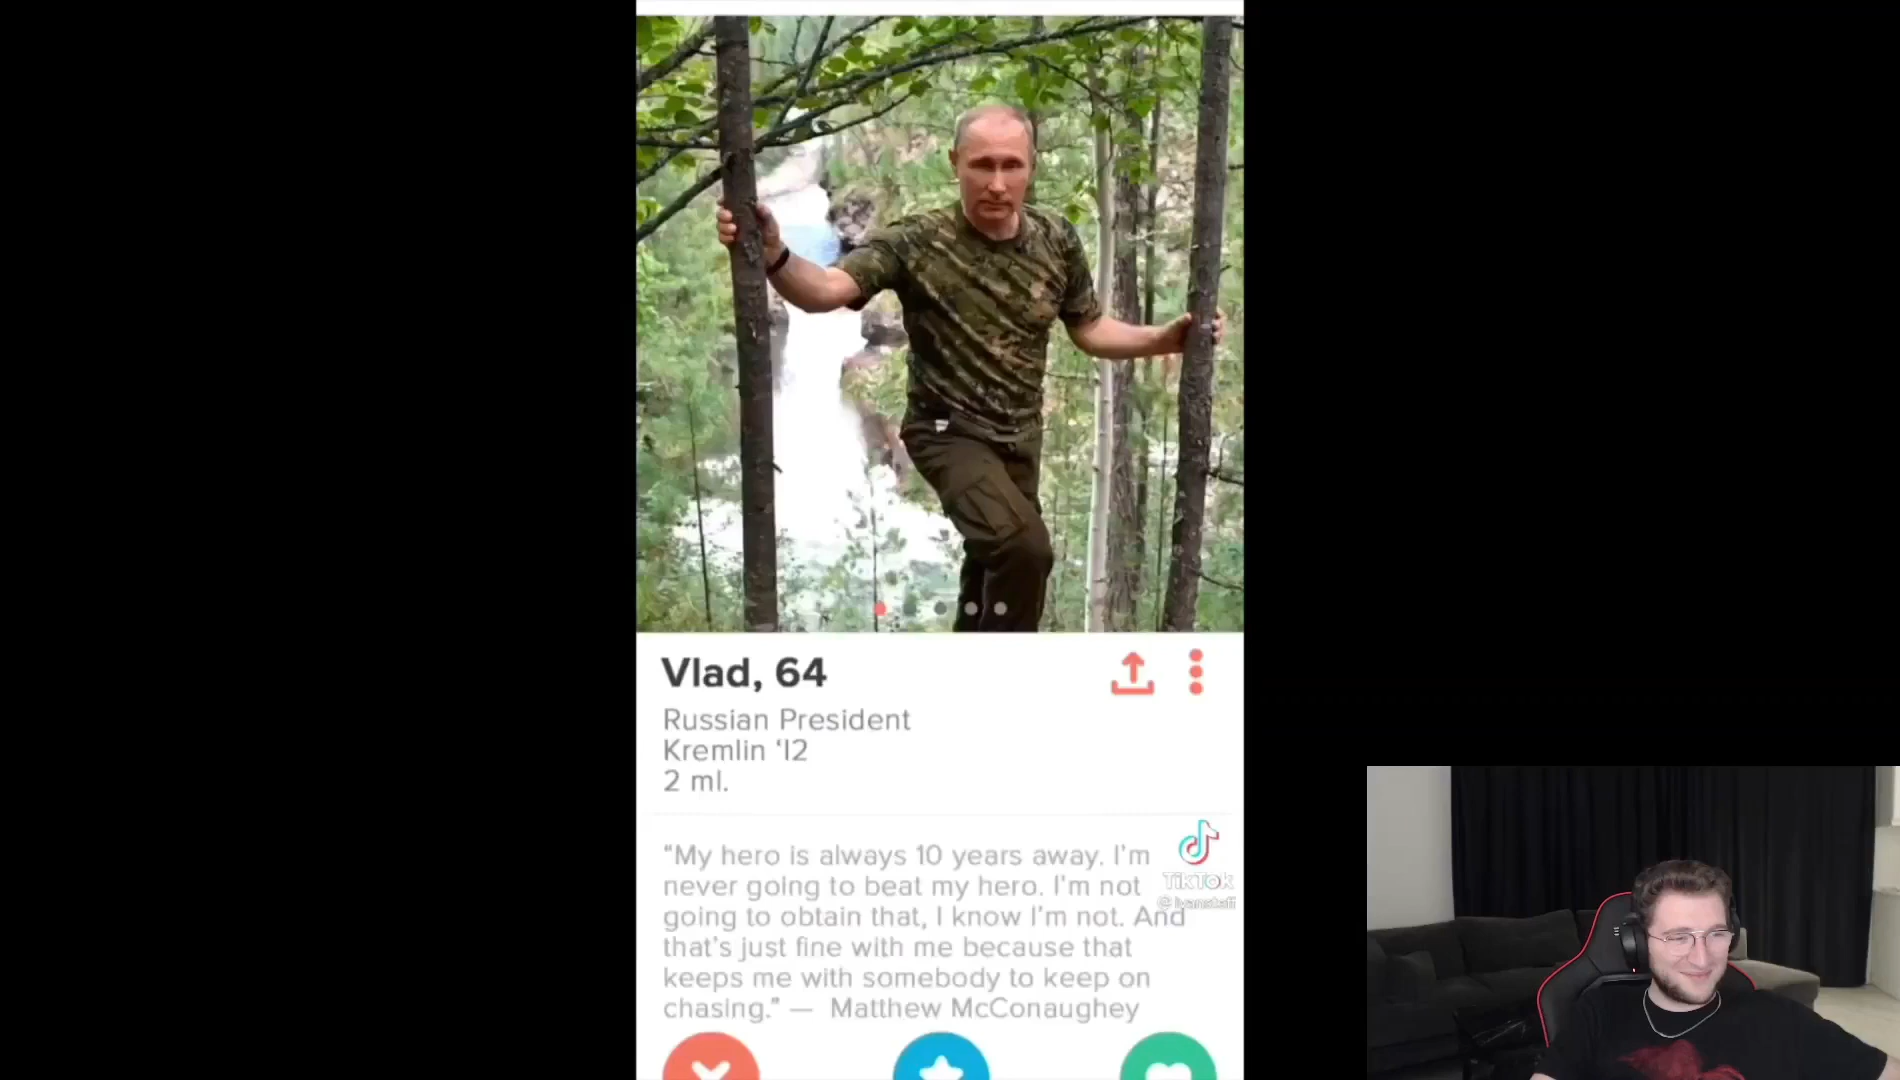 Vlad, 64
Russian President
Kremlin ‘12
2 mi.
“My hero is always 10 years away. I’m
never going to beat my hero. I’m not
going to obtain that, I know I’m not. And
that’s just fine with me because that
keeps me with somebody to keep on
chasing.” — Matthew McConaughey
TikTok